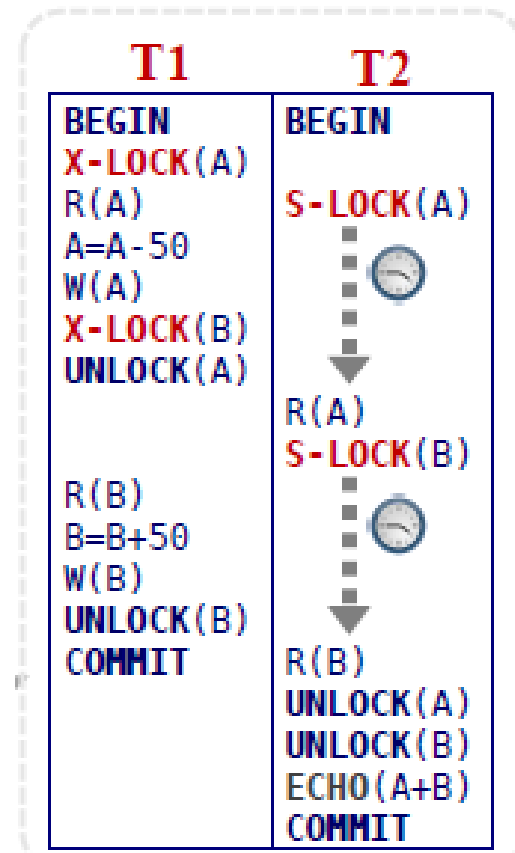 T1
T2
BEGIN
X-LOCK(A)
R(A)
A=A-50
W(A)
X-LOCK(B)
UNLOCK(A)
R(B)
B=B+50
W(B)
UNLOCK(B)
COMMIT
BEGIN
S-LOCK(A)
R(A)
S-LOCK(B)
R(B)
UNLOCK(A)
UNLOCK(B)
ECHO(A+B)
COMMIT